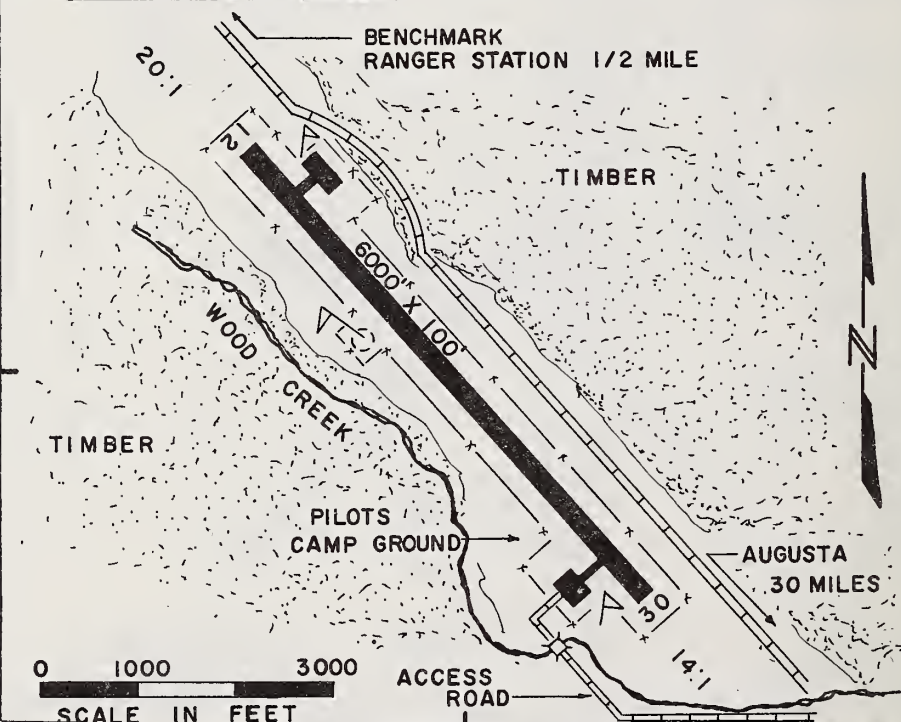 BENCHMARK
RANGER STATION 1/2 MILE
20:1
12
TIMBER
6000' X 100'
WOOD CREEK
N
TIMBER
PILOTS
CAMP GROUND
AUGUSTA
30 MILES
30
14:1
0 1000 3000
SCALE IN FEET
ACCESS
ROAD